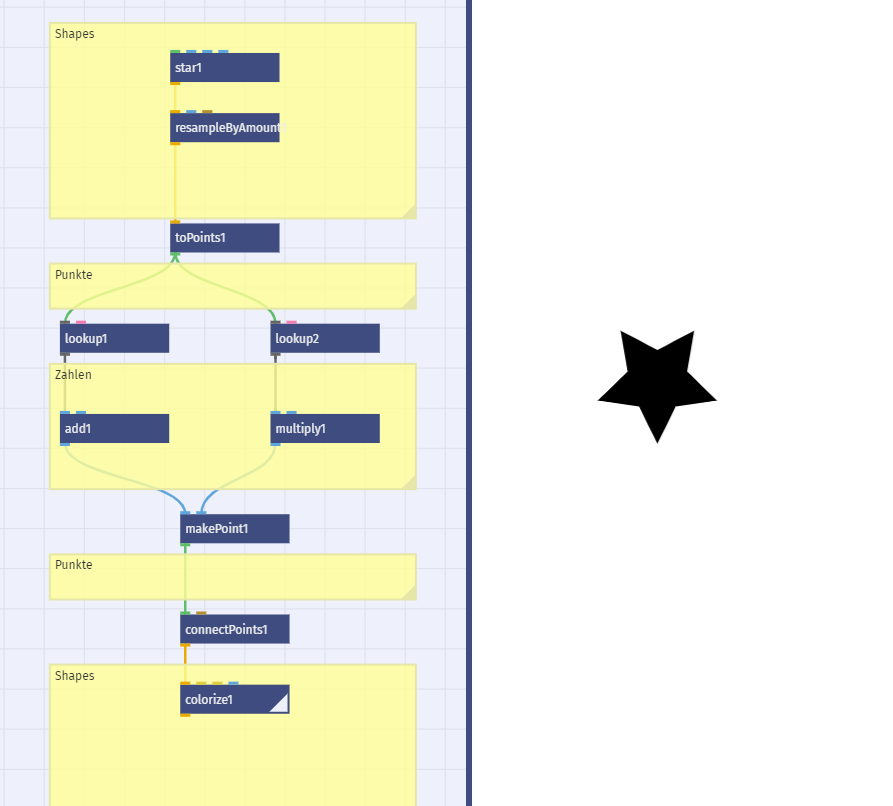 Shapes
star1
resampleByAmount
toPoints1
Punkte
lookup1
lookup2
Zahlen
add1
multiply1
makePoint1
Punkte
connectPoints1
Shapes
colorize1